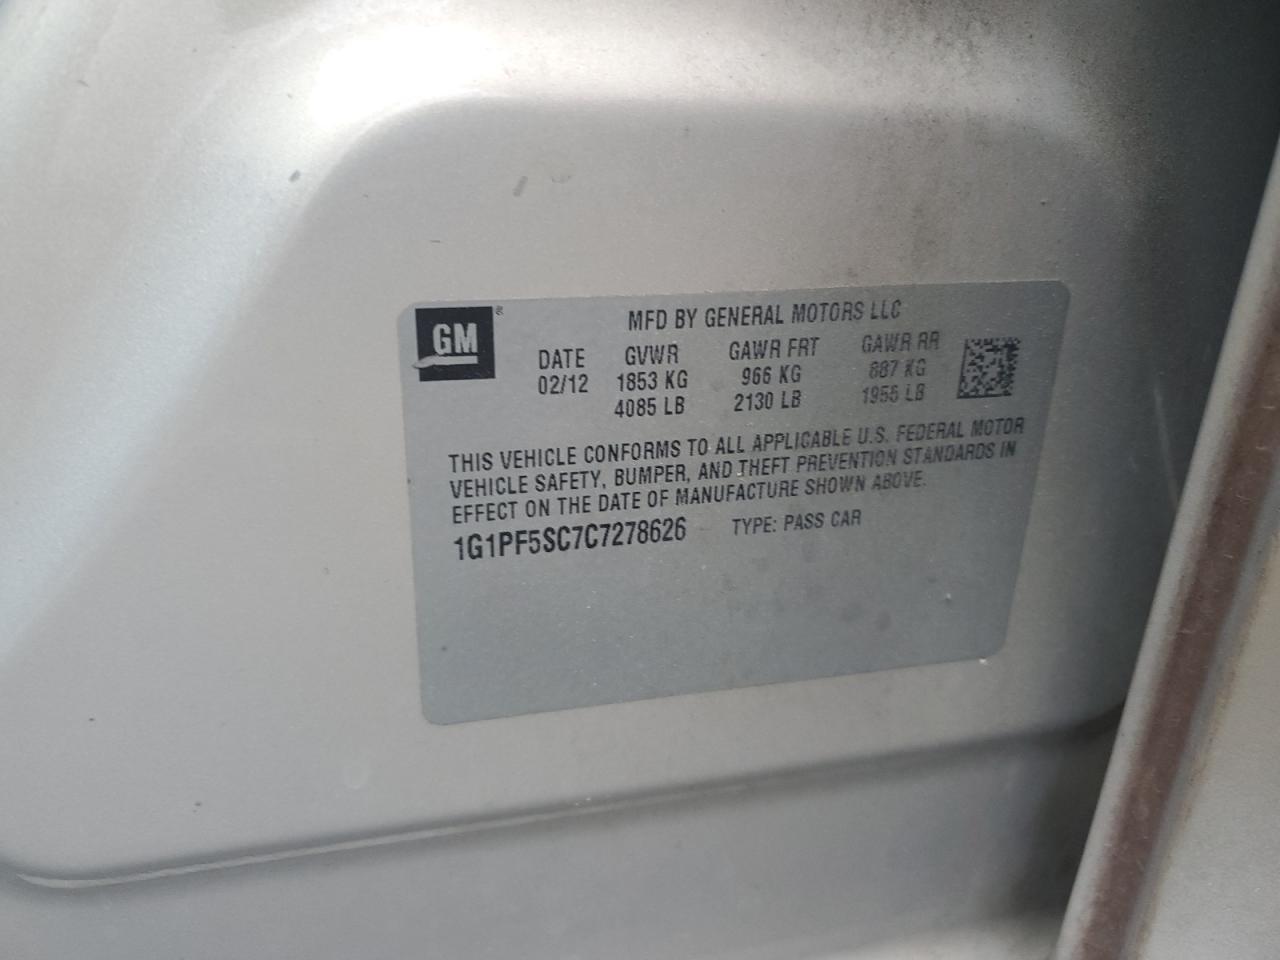 GM®
MFD BY GENERAL MOTORS LLC
DATE GVWR GAWR FRT GAWR RR
02/12 1853 KG 966 KG 887 KG
4085 LB 2130 LB 1955 LB
THIS VEHICLE CONFORMS TO ALL APPLICABLE U.S. FEDERAL MOTOR
VEHICLE SAFETY, BUMPER, AND THEFT PREVENTION STANDARDS IN
EFFECT ON THE DATE OF MANUFACTURE SHOWN ABOVE.
1G1PF5SC7C7278626 TYPE: PASS CAR